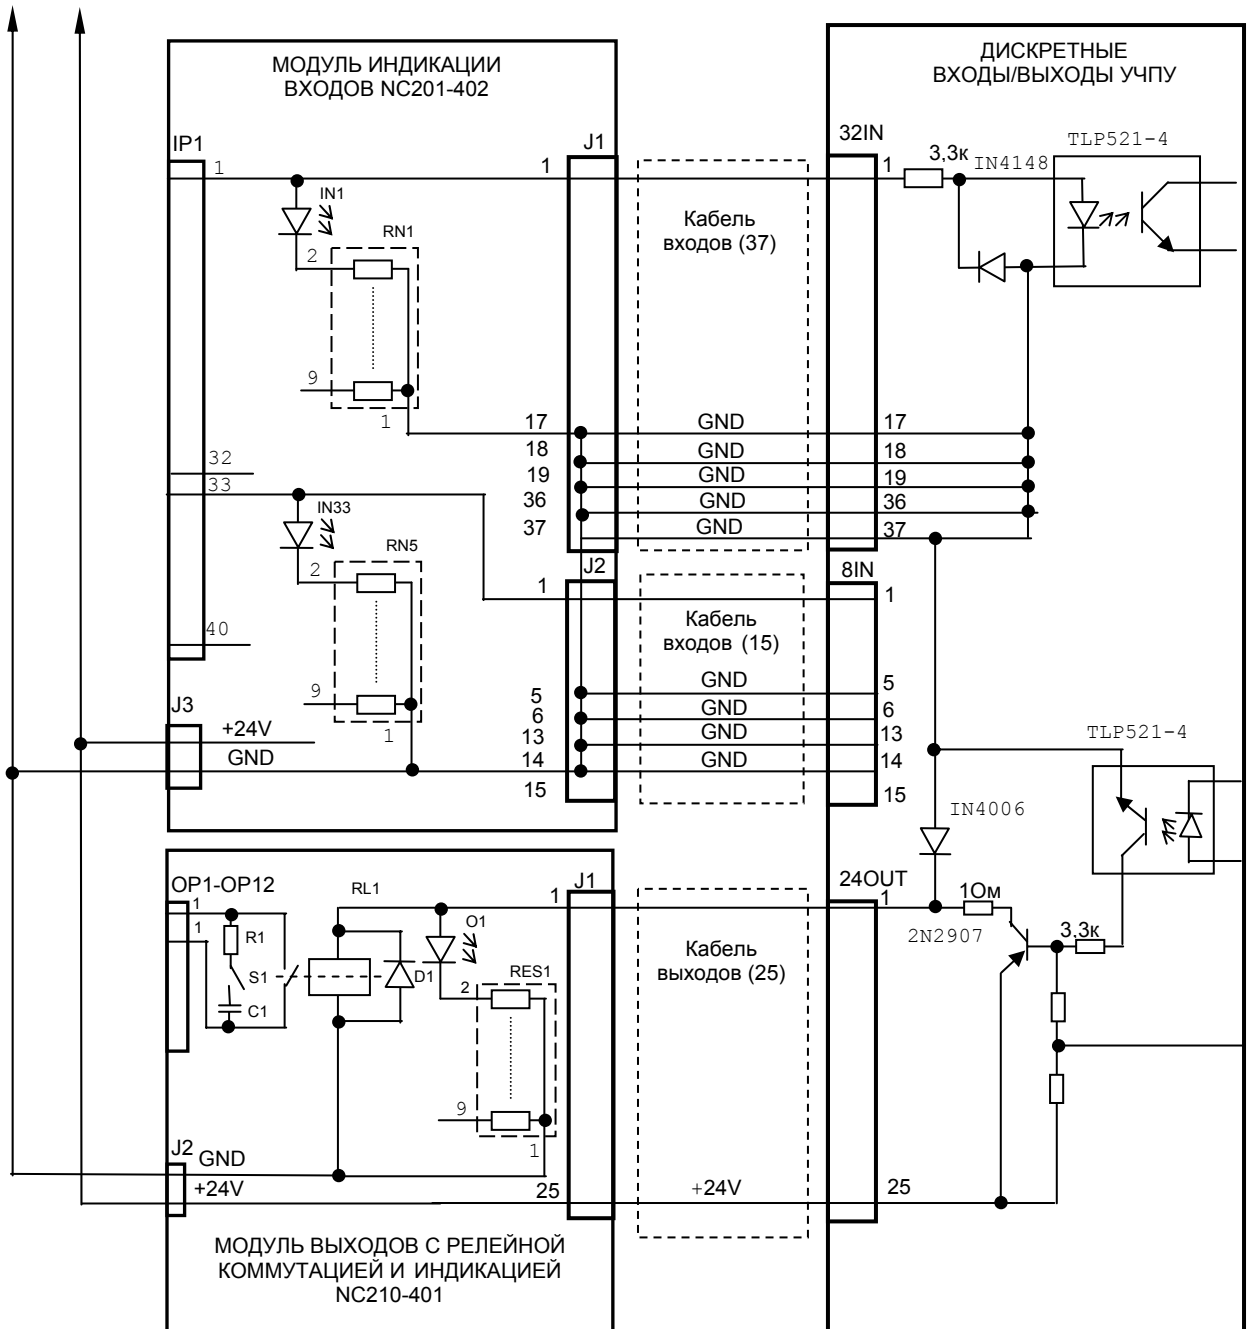 МОДУЛЬ ИНДИКАЦИИ
ВХОДОВ NC201-402
ДИСКРЕТНЫЕ
ВХОДЫ/ВЫХОДЫ УЧПУ
IP1
1
J1
1
32IN
1
3,3к
IN4148
TLP521-4
IN1
RN1
2
9
1
Кабель
входов (37)
17
GND
17
18
GND
18
19
GND
19
36
GND
36
37
GND
37
32
33
IN33
RN5
2
9
1
40
J2
1
8IN
1
Кабель
входов (15)
5
GND
5
6
GND
6
13
GND
13
14
GND
14
15
15
J3
+24V
GND
TLP521-4
IN4006
OP1-OP12
1
1
R1
S1
C1
RL1
D1
O1
RES1
2
9
1
J1
1
24OUT
1
1Ом
2N2907
3,3к
Кабель
выходов (25)
J2
GND
+24V
25
+24V
25
МОДУЛЬ ВЫХОДОВ С РЕЛЕЙНОЙ
КОММУТАЦИЕЙ И ИНДИКАЦИЕЙ
NC210-401